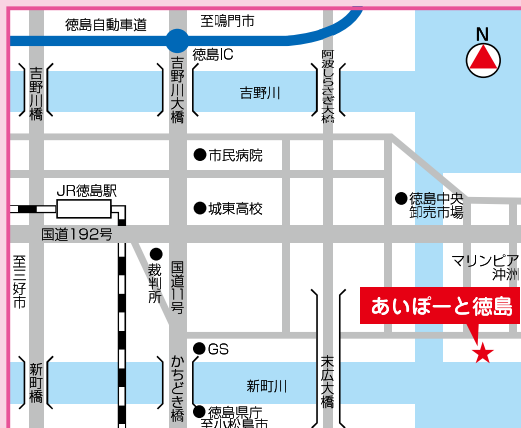 徳島自動車道
至鳴門市
徳島IC
N
吉野川橋
吉野川大橋
阿波しらさぎ大橋
吉野川
市民病院
JR徳島駅
城東高校
徳島中央
卸売市場
国道192号
至三好市
裁判所
国道11号
マリンピア
沖洲
あいぽーと徳島
GS
新町橋
かちどき橋
新町川
末広大橋
徳島県庁
至小松島市